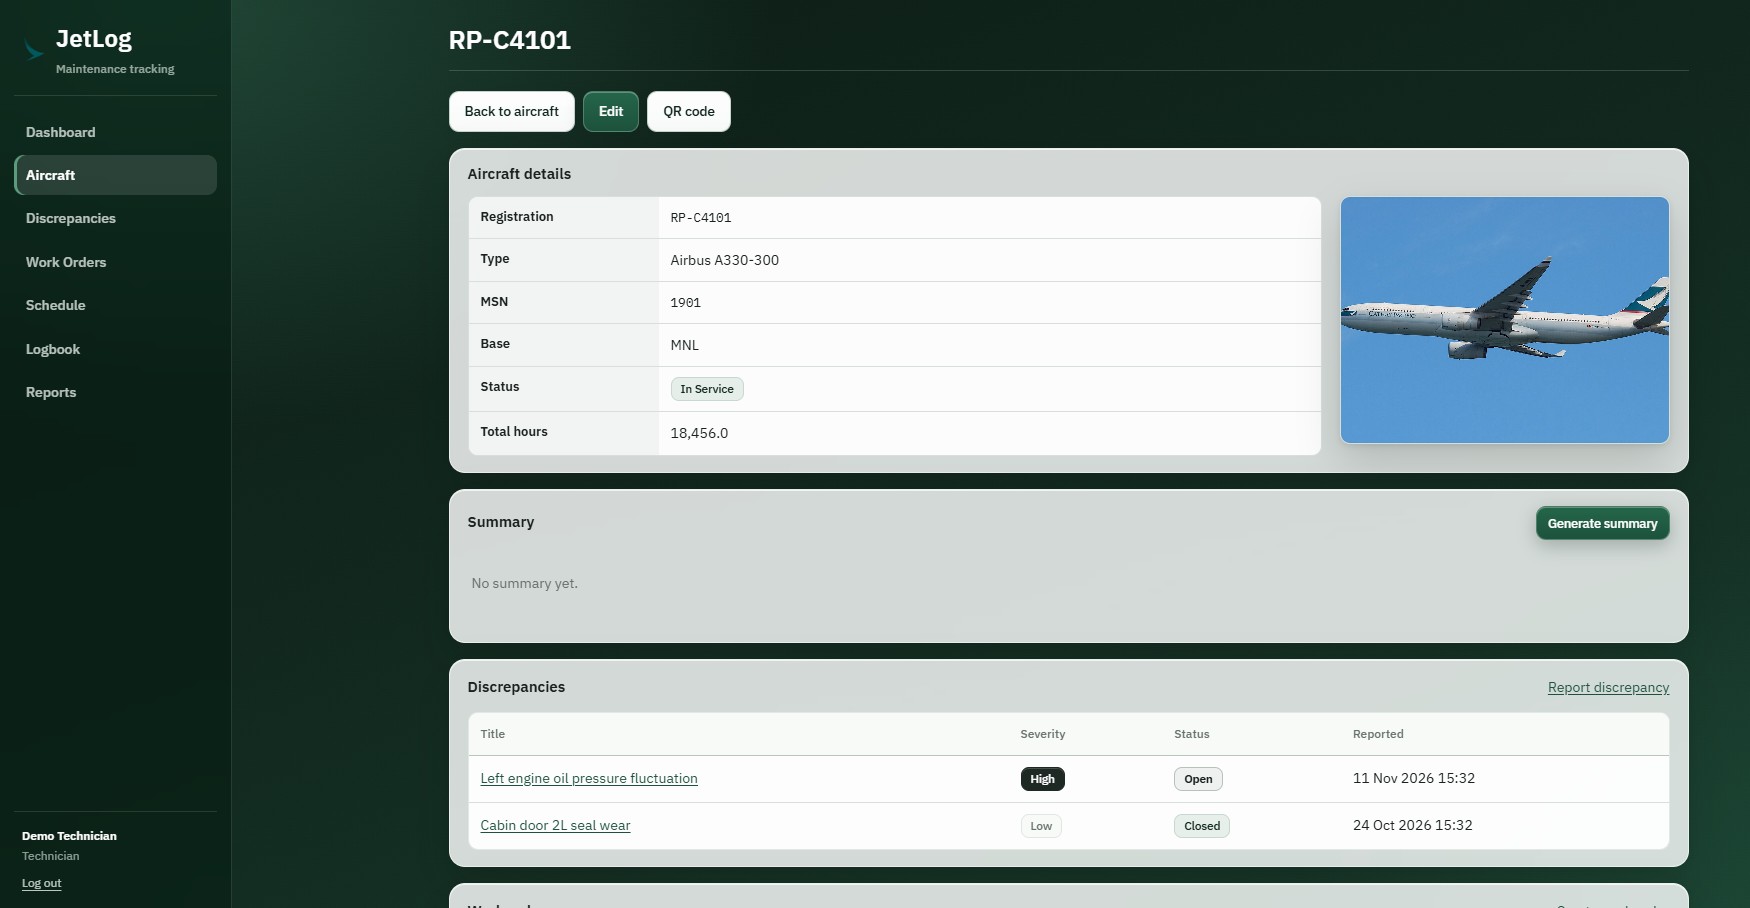 JetLog
Maintenance tracking
Dashboard
Aircraft
Discrepancies
Work Orders
Schedule
Logbook
Reports
Demo Technician
Technician
Log out
RP-C4101
Back to aircraft
Edit
QR code
Aircraft details
Registration RP-C4101
Type Airbus A330-300
MSN 1901
Base MNL
Status In Service
Total hours 18,456.0
CATHAY PACIFIC
Summary
Generate summary
No summary yet.
Discrepancies
Report discrepancy
Title Severity Status Reported
Left engine oil pressure fluctuation High Open 11 Nov 2026 15:32
Cabin door 2L seal wear Low Closed 24 Oct 2026 15:32